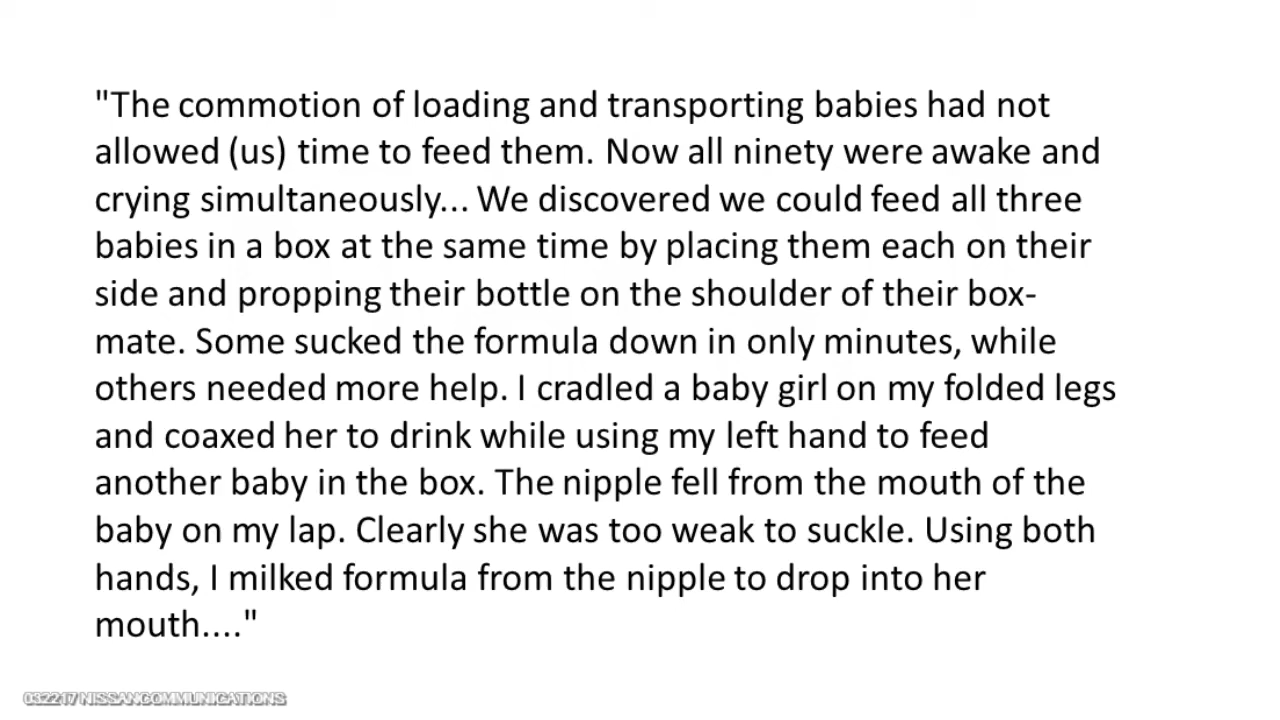 "The commotion of loading and transporting babies had not
allowed (us) time to feed them. Now all ninety were awake and
crying simultaneously... We discovered we could feed all three
babies in a box at the same time by placing them each on their
side and propping their bottle on the shoulder of their box-
mate. Some sucked the formula down in only minutes, while
others needed more help. I cradled a baby girl on my folded legs
and coaxed her to drink while using my left hand to feed
another baby in the box. The nipple fell from the mouth of the
baby on my lap. Clearly she was too weak to suckle. Using both
hands, I milked formula from the nipple to drop into her
mouth...."
032217 NISSANCOMMUNICATIONS